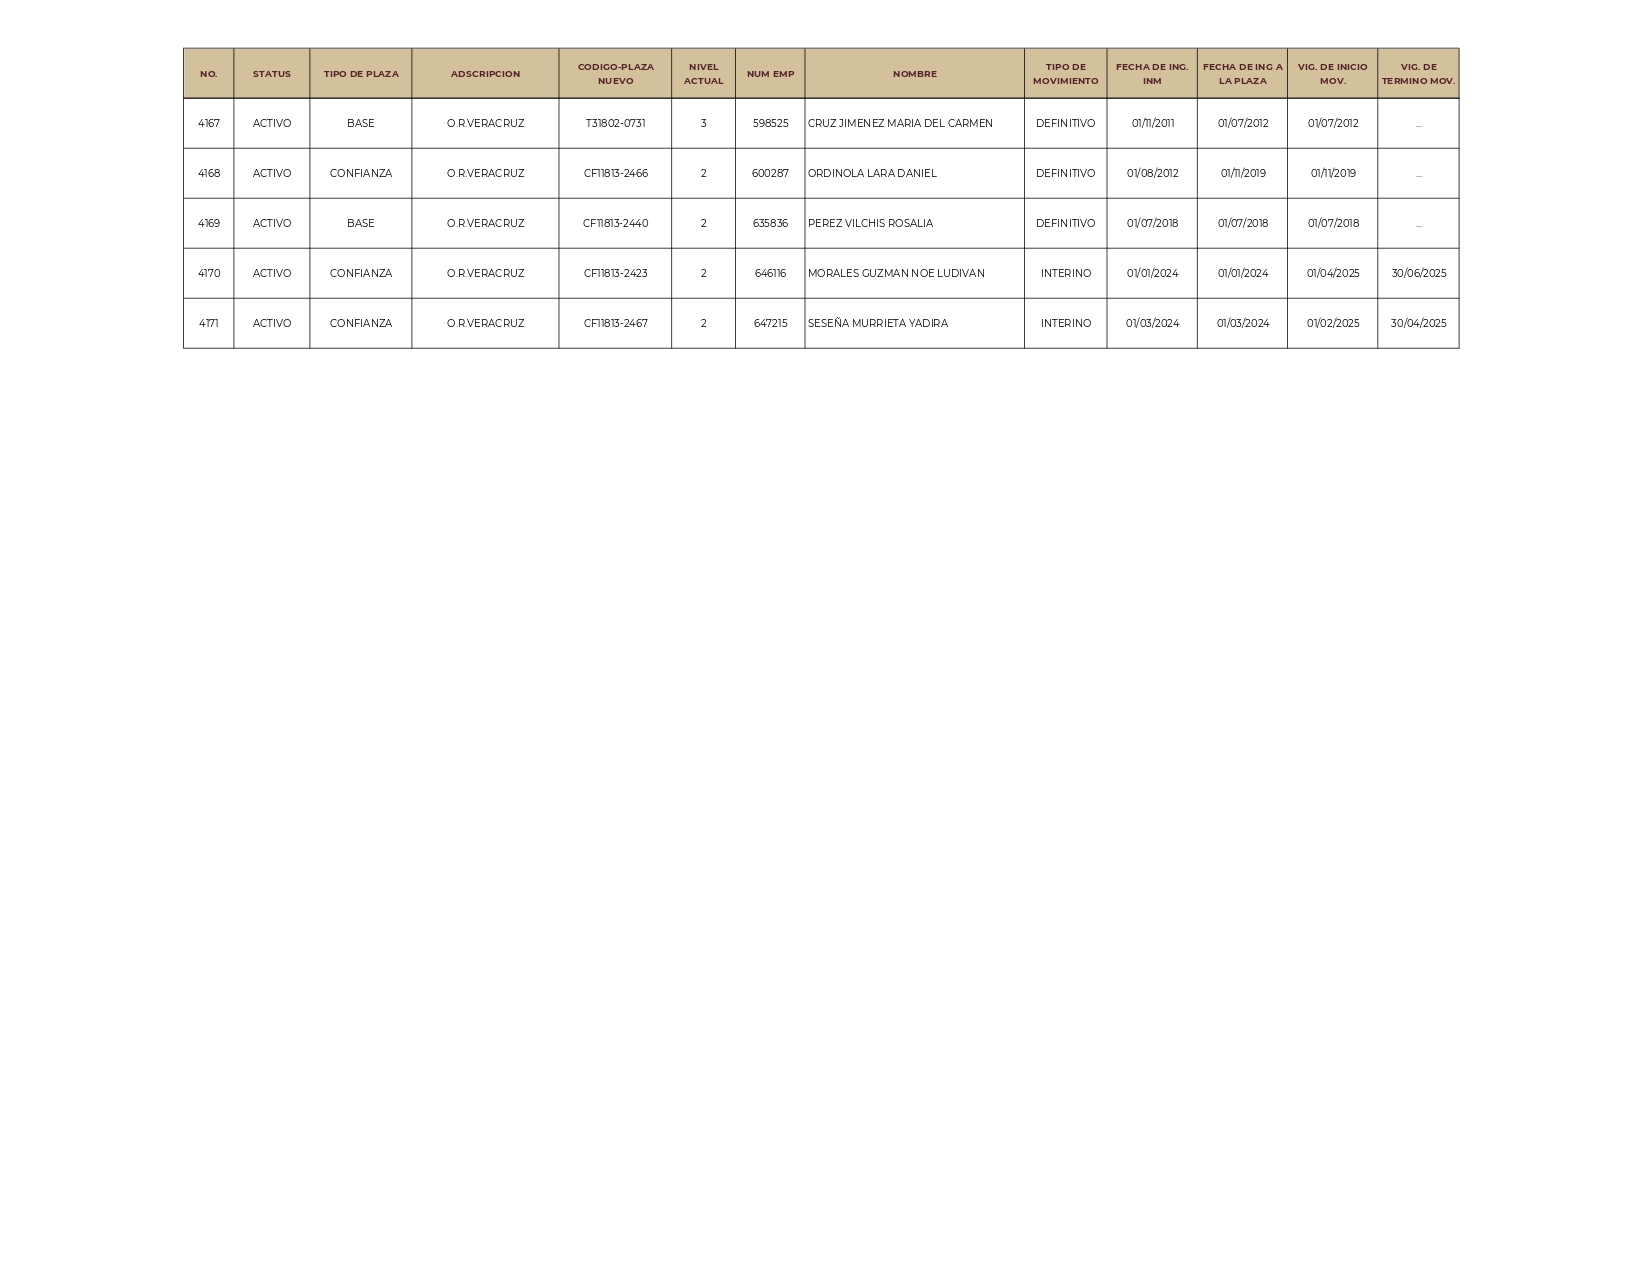 NO. STATUS TIPO DE PLAZA ADSCRIPCION CODIGO-PLAZA NUEVO NIVEL ACTUAL NUM EMP NOMBRE TIPO DE MOVIMIENTO FECHA DE ING. INM FECHA DE ING A LA PLAZA VIG. DE INICIO MOV. VIG. DE TERMINO MOV.
4167 ACTIVO BASE O.R.VERACRUZ T31802-0731 3 598525 CRUZ JIMENEZ MARIA DEL CARMEN DEFINITIVO 01/11/2011 01/07/2012 01/07/2012 ...
4168 ACTIVO CONFIANZA O.R.VERACRUZ CF11813-2466 2 600287 ORDINOLA LARA DANIEL DEFINITIVO 01/08/2012 01/11/2019 01/11/2019 ...
4169 ACTIVO BASE O.R.VERACRUZ CF11813-2440 2 635836 PEREZ VILCHIS ROSALIA DEFINITIVO 01/07/2018 01/07/2018 01/07/2018 ...
4170 ACTIVO CONFIANZA O.R.VERACRUZ CF11813-2423 2 646116 MORALES GUZMAN NOE LUDIVAN INTERINO 01/01/2024 01/01/2024 01/04/2025 30/06/2025
4171 ACTIVO CONFIANZA O.R.VERACRUZ CF11813-2467 2 647215 SESEÑA MURRIETA YADIRA INTERINO 01/03/2024 01/03/2024 01/02/2025 30/04/2025